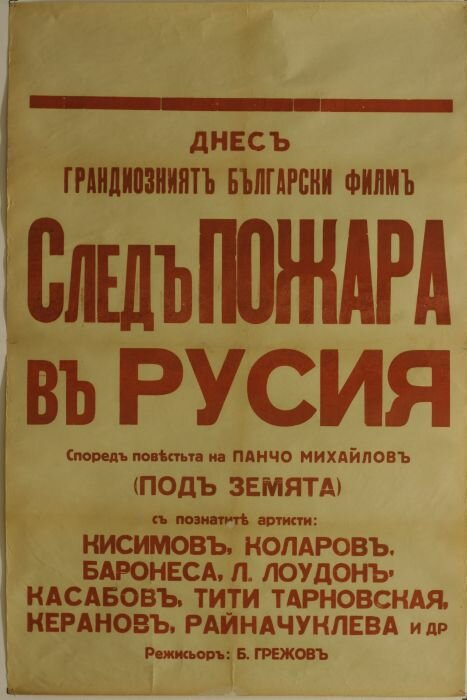 ДНЕСЪ
ГРАНДИОЗНИЯТЪ БЪЛГАРСКИ ФИЛМЪ
СЛЕДЪ ПОЖАРА
ВЪ РУСИЯ
Споредъ повѣстьта на ПАНЧО МИХАЙЛОВЪ
(ПОДЪ ЗЕМЯТА)
съ познатитѣ артисти:
КИСИМОВЪ, КОЛАРОВЪ,
БАРОНЕСА, Л. ЛОУДОНЪ,
КАСАБОВЪ, ТИТИ ТАРНОВСКАЯ,
КЕРАНОВЪ, РАЙНАЧУКЛЕВА и др
Режисьоръ: Б. ГРЕЖОВЪ